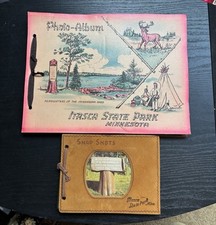 Photo-Album
HEADWATERS OF THE MISSISSIPPI RIVER
ITASCA STATE PARK
MINNESOTA
SNAP SHOTS